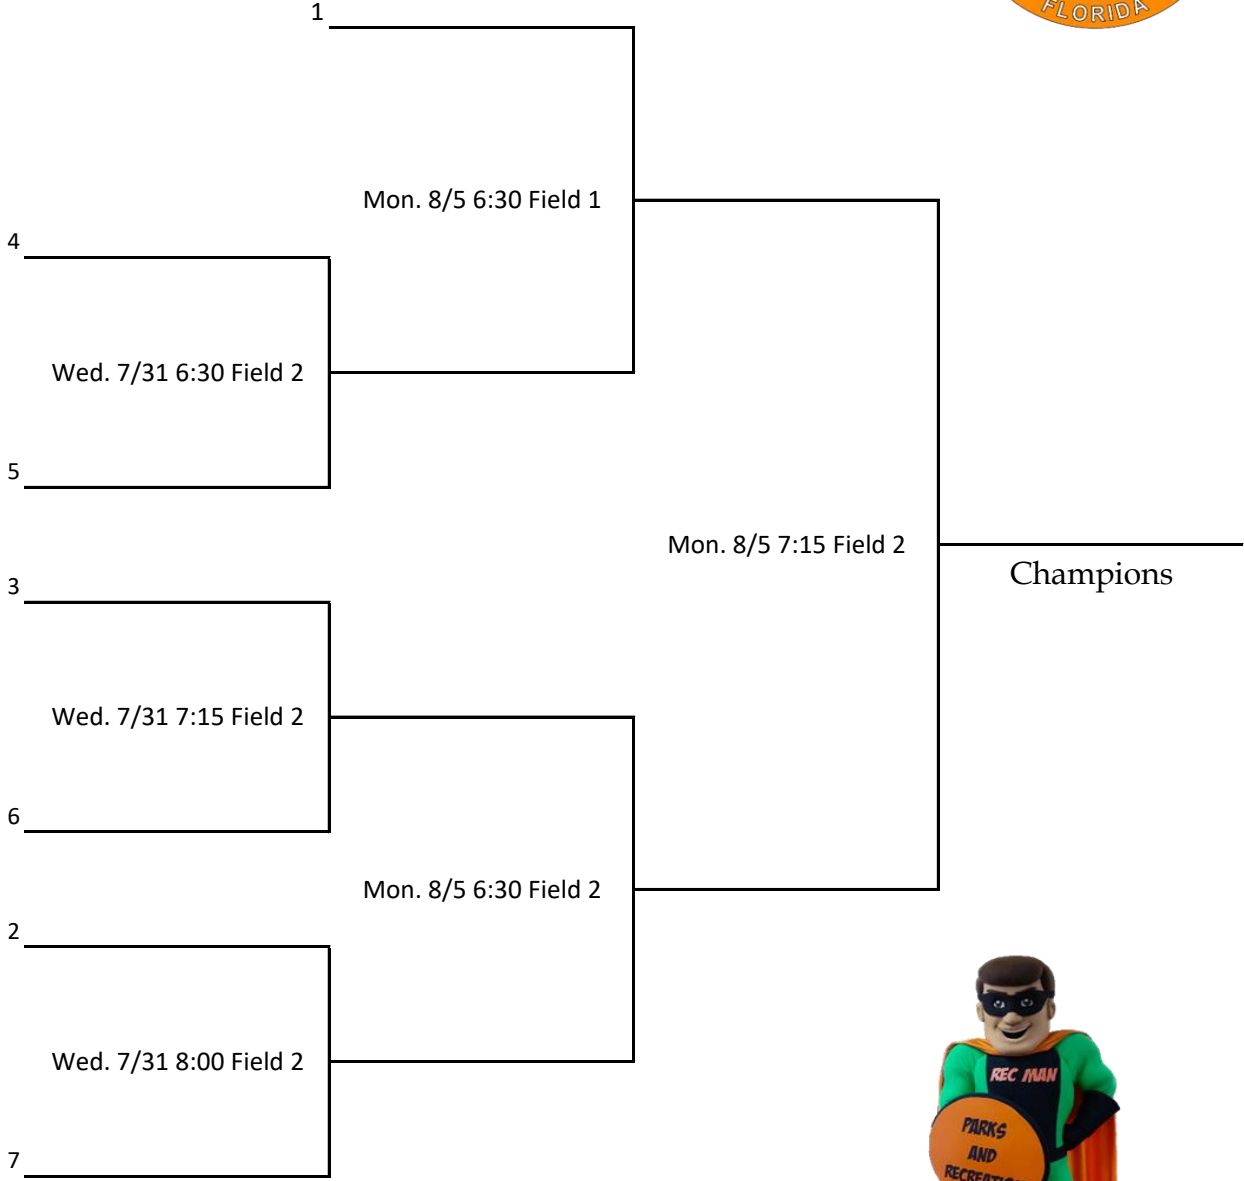 1
FLORIDA
Mon. 8/5 6:30 Field 1
4
Wed. 7/31 6:30 Field 2
5
Mon. 8/5 7:15 Field 2
Champions
3
Wed. 7/31 7:15 Field 2
6
Mon. 8/5 6:30 Field 2
2
Wed. 7/31 8:00 Field 2
REC MAN
PARKS
AND
7